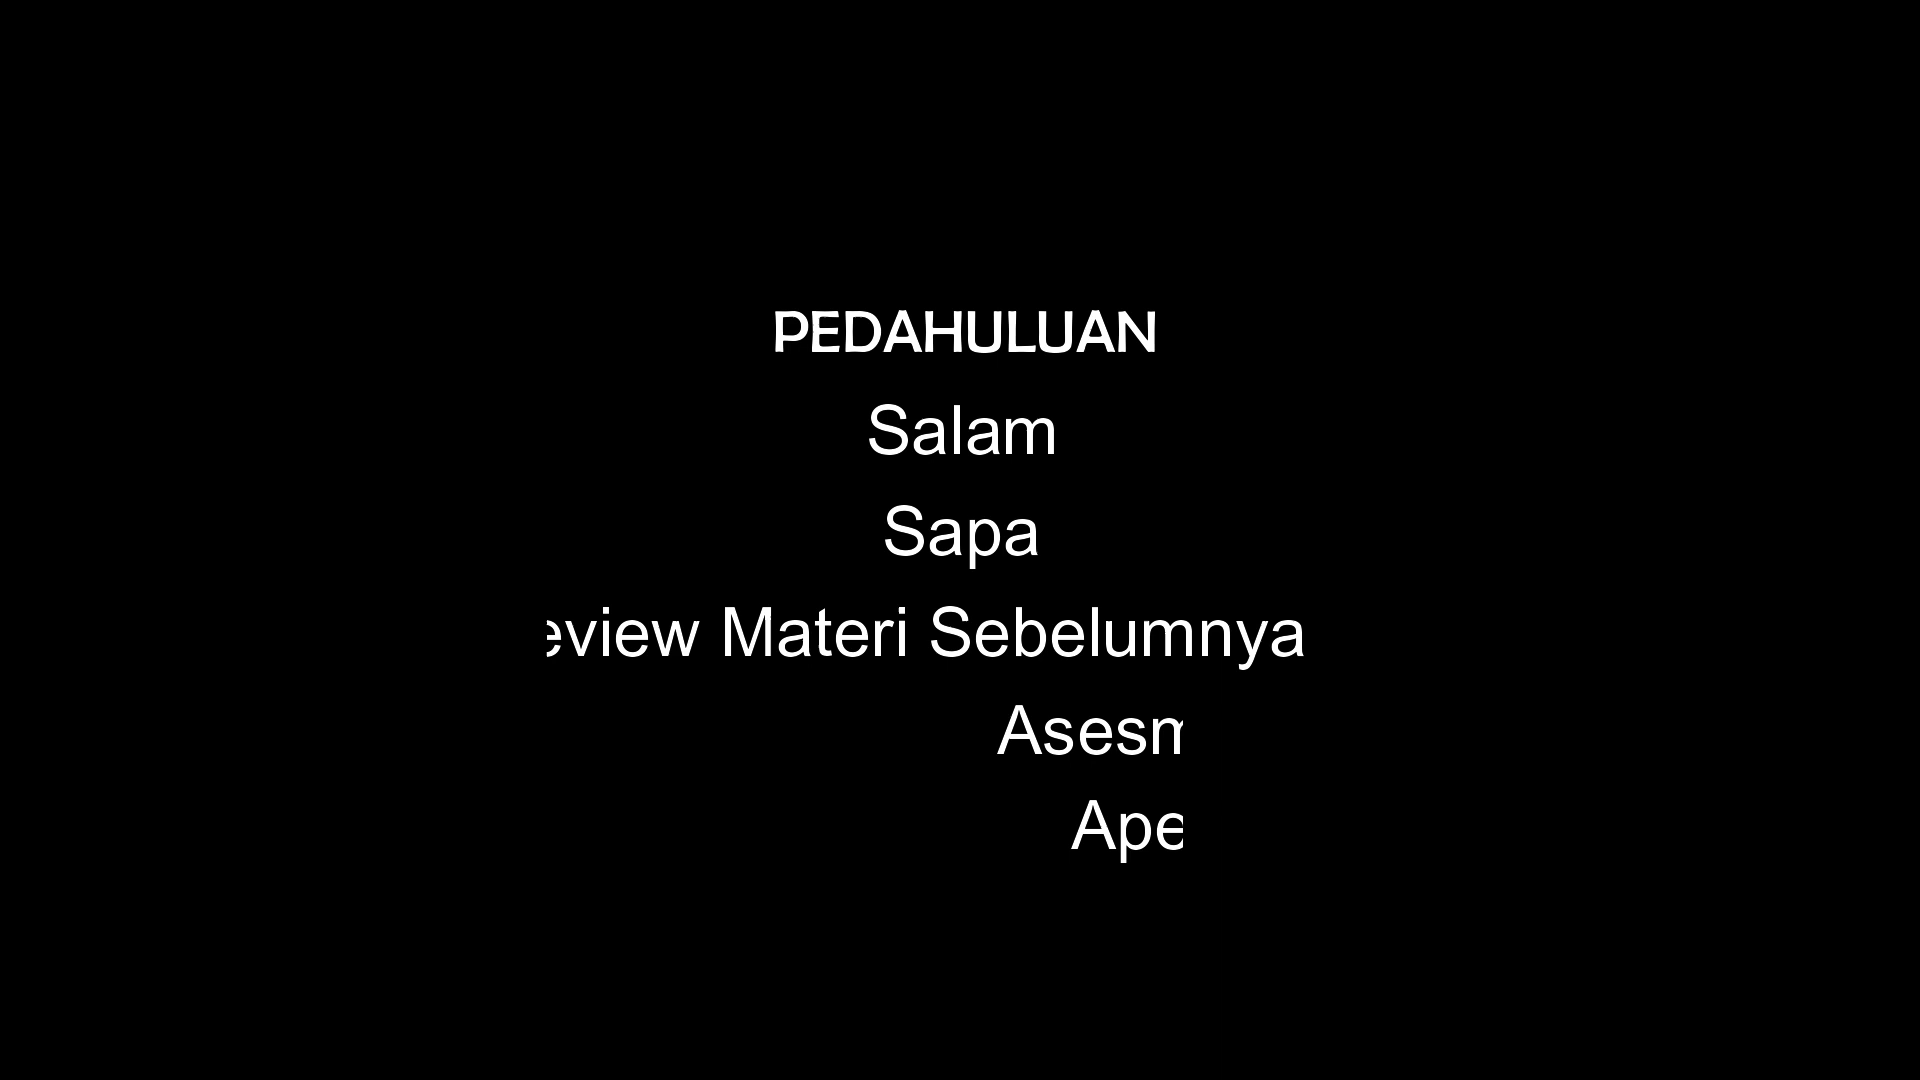 PEDAHULUAN
Salam
Sapa
eview Materi Sebelumnya
Asesm
Ape